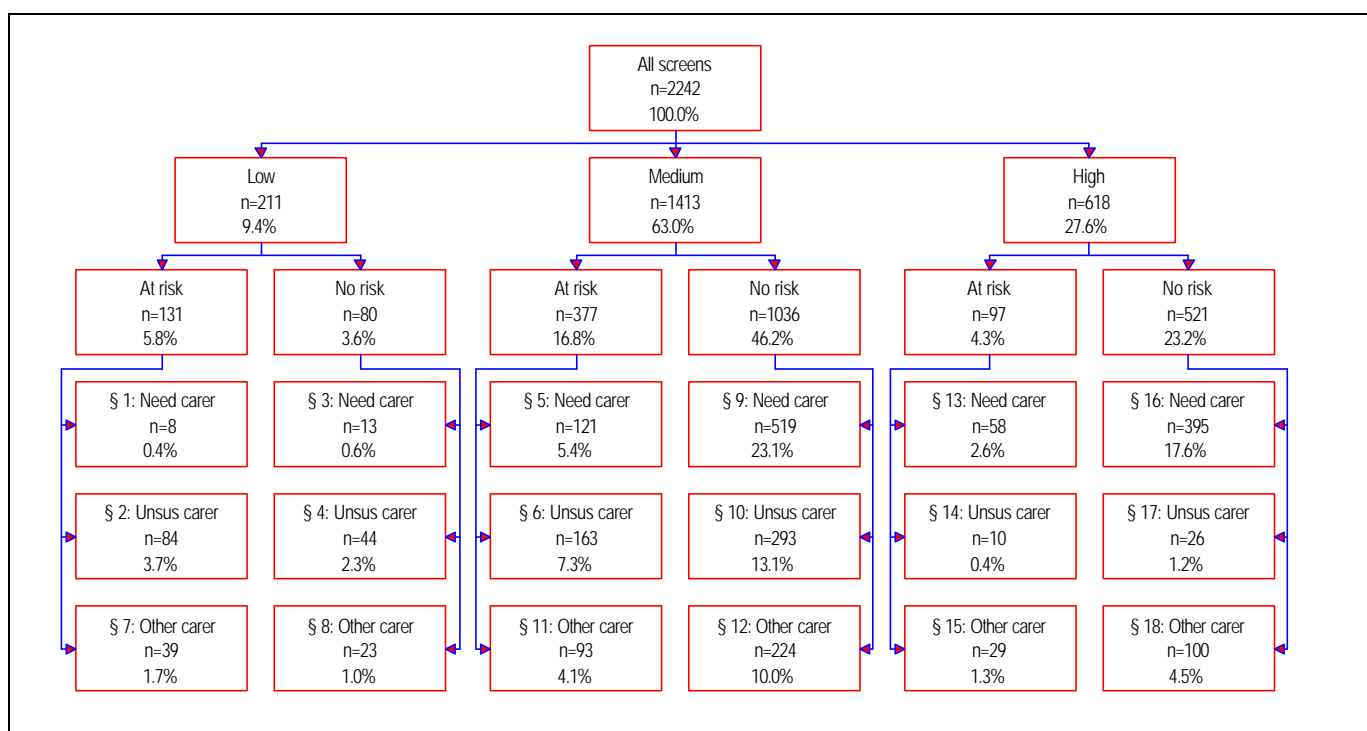 All screens
n=2242
100.0%
Low
n=211
9.4%
Medium
n=1413
63.0%
High
n=618
27.6%
At risk
n=131
5.8%
No risk
n=80
3.6%
At risk
n=377
16.8%
No risk
n=1036
46.2%
At risk
n=97
4.3%
No risk
n=521
23.2%
§ 1: Need carer
n=8
0.4%
§ 3: Need carer
n=13
0.6%
§ 5: Need carer
n=121
5.4%
§ 9: Need carer
n=519
23.1%
§ 13: Need carer
n=58
2.6%
§ 16: Need carer
n=395
17.6%
§ 2: Unsus carer
n=84
3.7%
§ 4: Unsus carer
n=44
2.3%
§ 6: Unsus carer
n=163
7.3%
§ 10: Unsus carer
n=293
13.1%
§ 14: Unsus carer
n=10
0.4%
§ 17: Unsus carer
n=26
1.2%
§ 7: Other carer
n=39
1.7%
§ 8: Other carer
n=23
1.0%
§ 11: Other carer
n=93
4.1%
§ 12: Other carer
n=224
10.0%
§ 15: Other carer
n=29
1.3%
§ 18: Other carer
n=100
4.5%